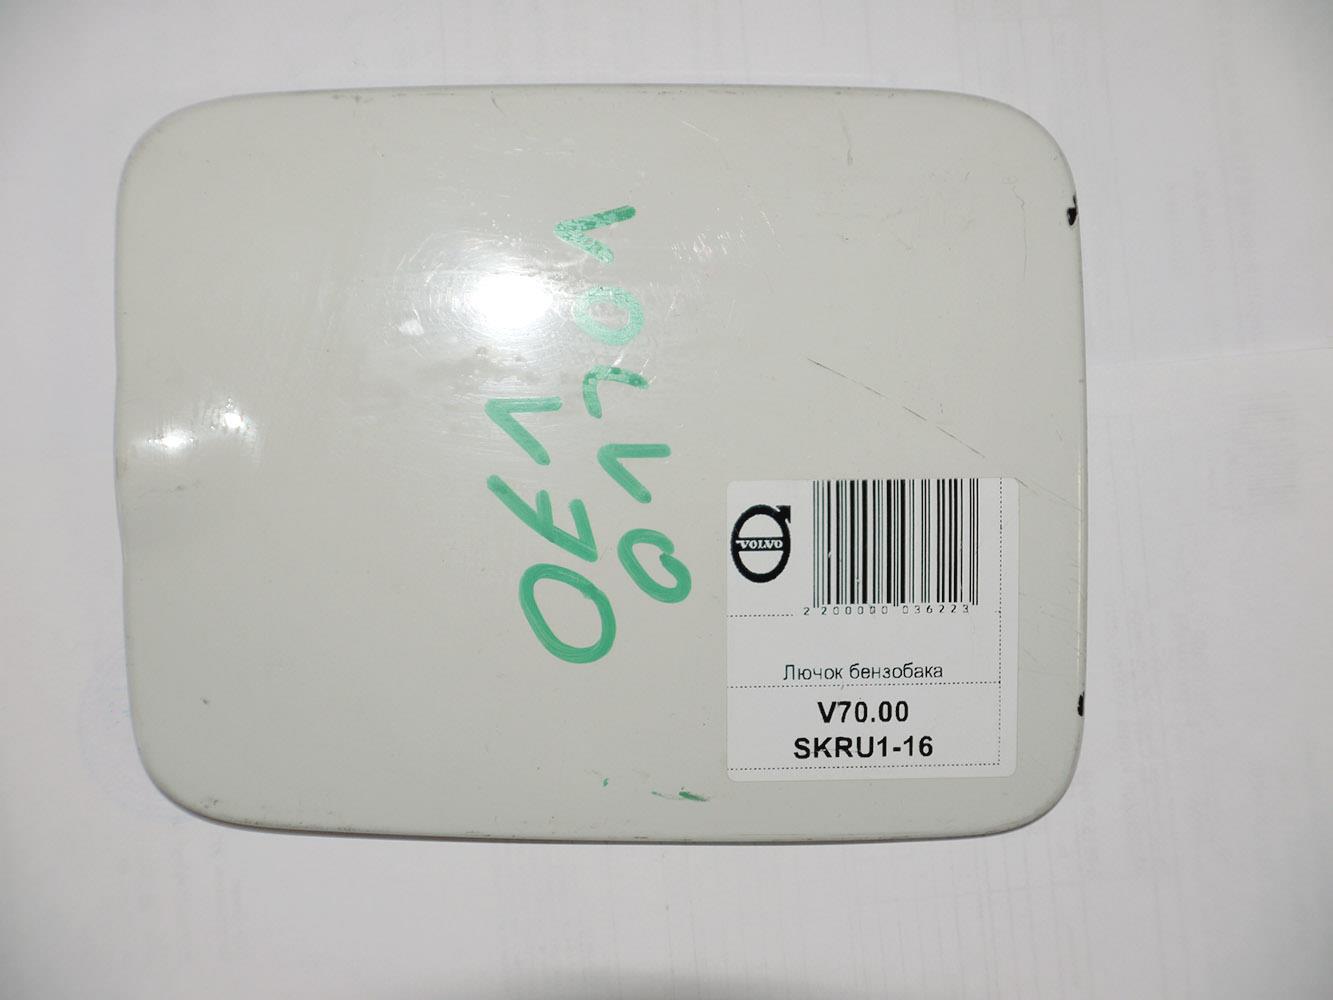 VOLVO
V70
VOLVO
2 200000 036223
Лючок бензобака
V70.00
SKRU1-16